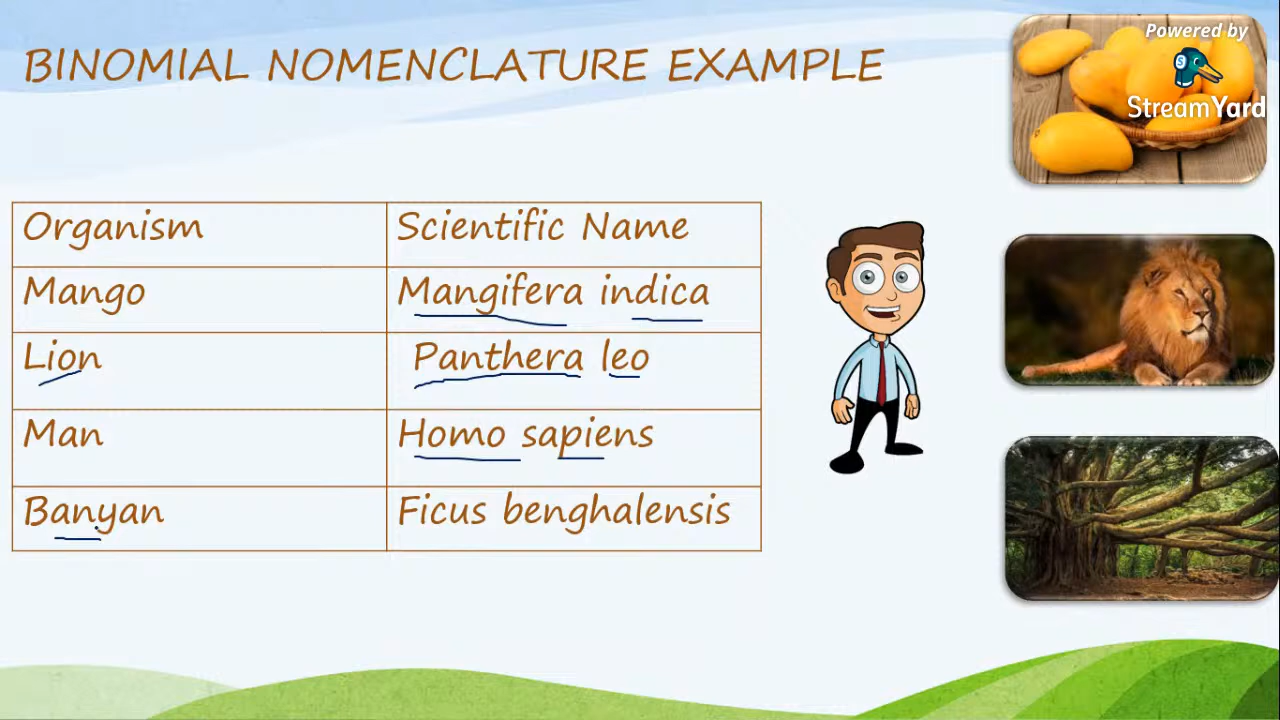 BINOMIAL NOMENCLATURE EXAMPLE
Powered by
StreamYard
Organism Scientific Name
Mango Mangifera indica
Lion Panthera leo
Man Homo sapiens
Banyan Ficus benghalensis